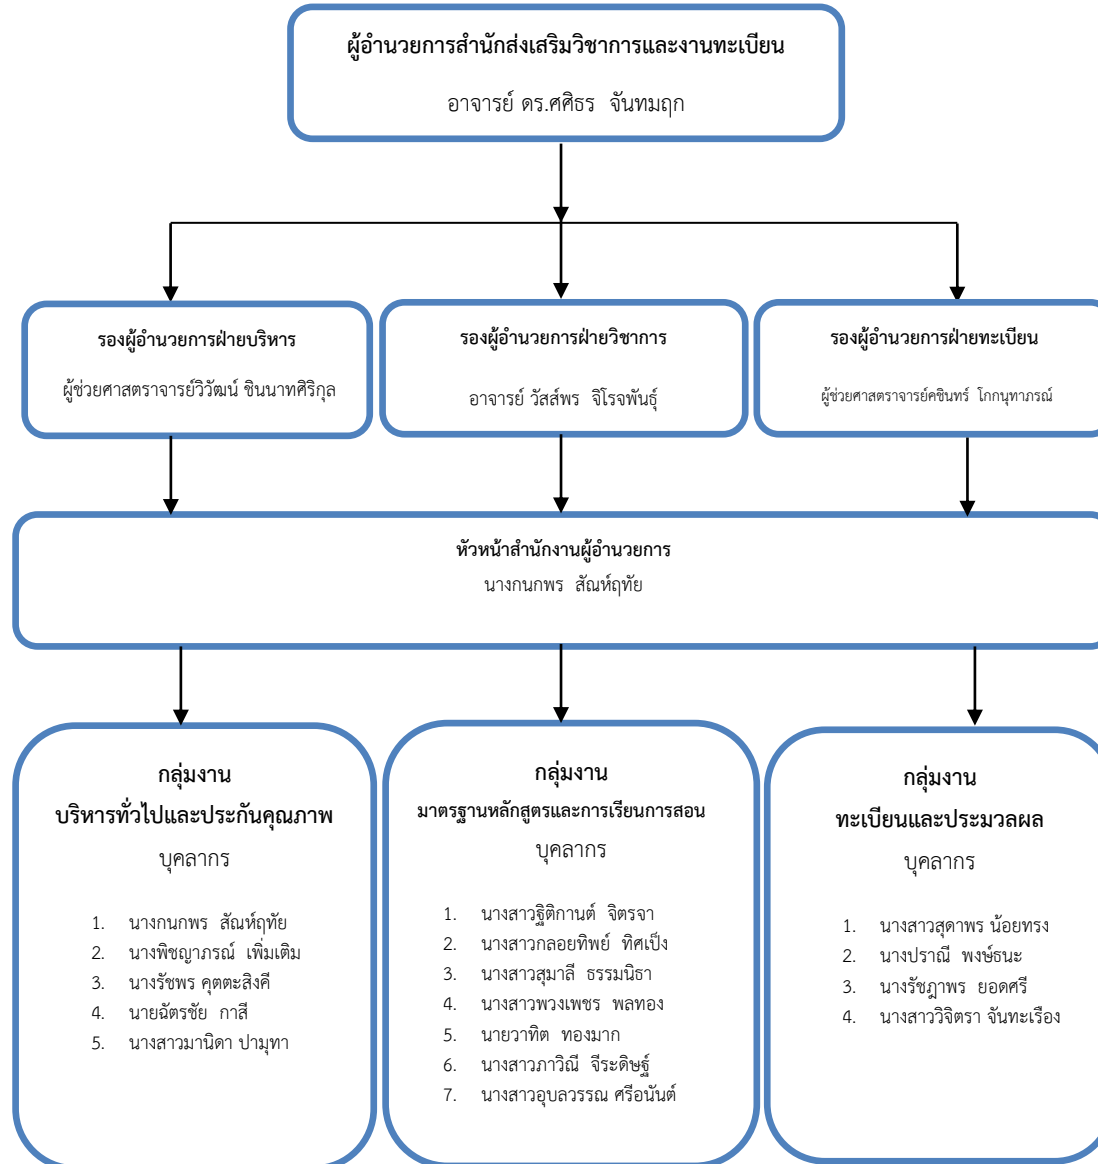 ผู้อำนวยการสำนักส่งเสริมวิชาการและงานทะเบียน
อาจารย์ ดร.ศศิธร จันทมฤก
รองผู้อำนวยการฝ่ายบริหาร
ผู้ช่วยศาสตราจารย์วิวัฒน์ ชินนาทศิริกุล
รองผู้อำนวยการฝ่ายวิชาการ
อาจารย์ วัสส์พร จิโรจพันธุ์
รองผู้อำนวยการฝ่ายทะเบียน
ผู้ช่วยศาสตราจารย์คชินทร์ โกกนุทาภรณ์
หัวหน้าสำนักงานผู้อำนวยการ
นางกนกพร สัณห์ฤทัย
กลุ่มงาน
บริหารทั่วไปและประกันคุณภาพ
บุคลากร
1. นางกนกพร สัณห์ฤทัย
2. นางพิชญาภรณ์ เพิ่มเติม
3. นางรัชพร คุตตะสิงคี
4. นายฉัตรชัย กาสี
5. นางสาวมานิดา ปามุทา
กลุ่มงาน
มาตรฐานหลักสูตรและการเรียนการสอน
บุคลากร
1. นางสาวฐิติกานต์ จิตรจา
2. นางสาวกลอยทิพย์ ทิศเป็ง
3. นางสาวสุมาลี ธรรมนิธา
4. นางสาวพวงเพชร พลทอง
5. นายวาทิต ทองมาก
6. นางสาวภาวิณี จีระดิษฐ์
7. นางสาวอุบลวรรณ ศรีอนันต์
กลุ่มงาน
ทะเบียนและประมวลผล
บุคลากร
1. นางสาวสุดาพร น้อยทรง
2. นางปราณี พงษ์ธนะ
3. นางรัชฎาพร ยอดศรี
4. นางสาววิจิตรา จันทะเรือง